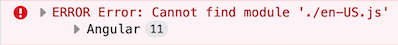 ERROR Error: Cannot find module './en-US.js'
Angular 11